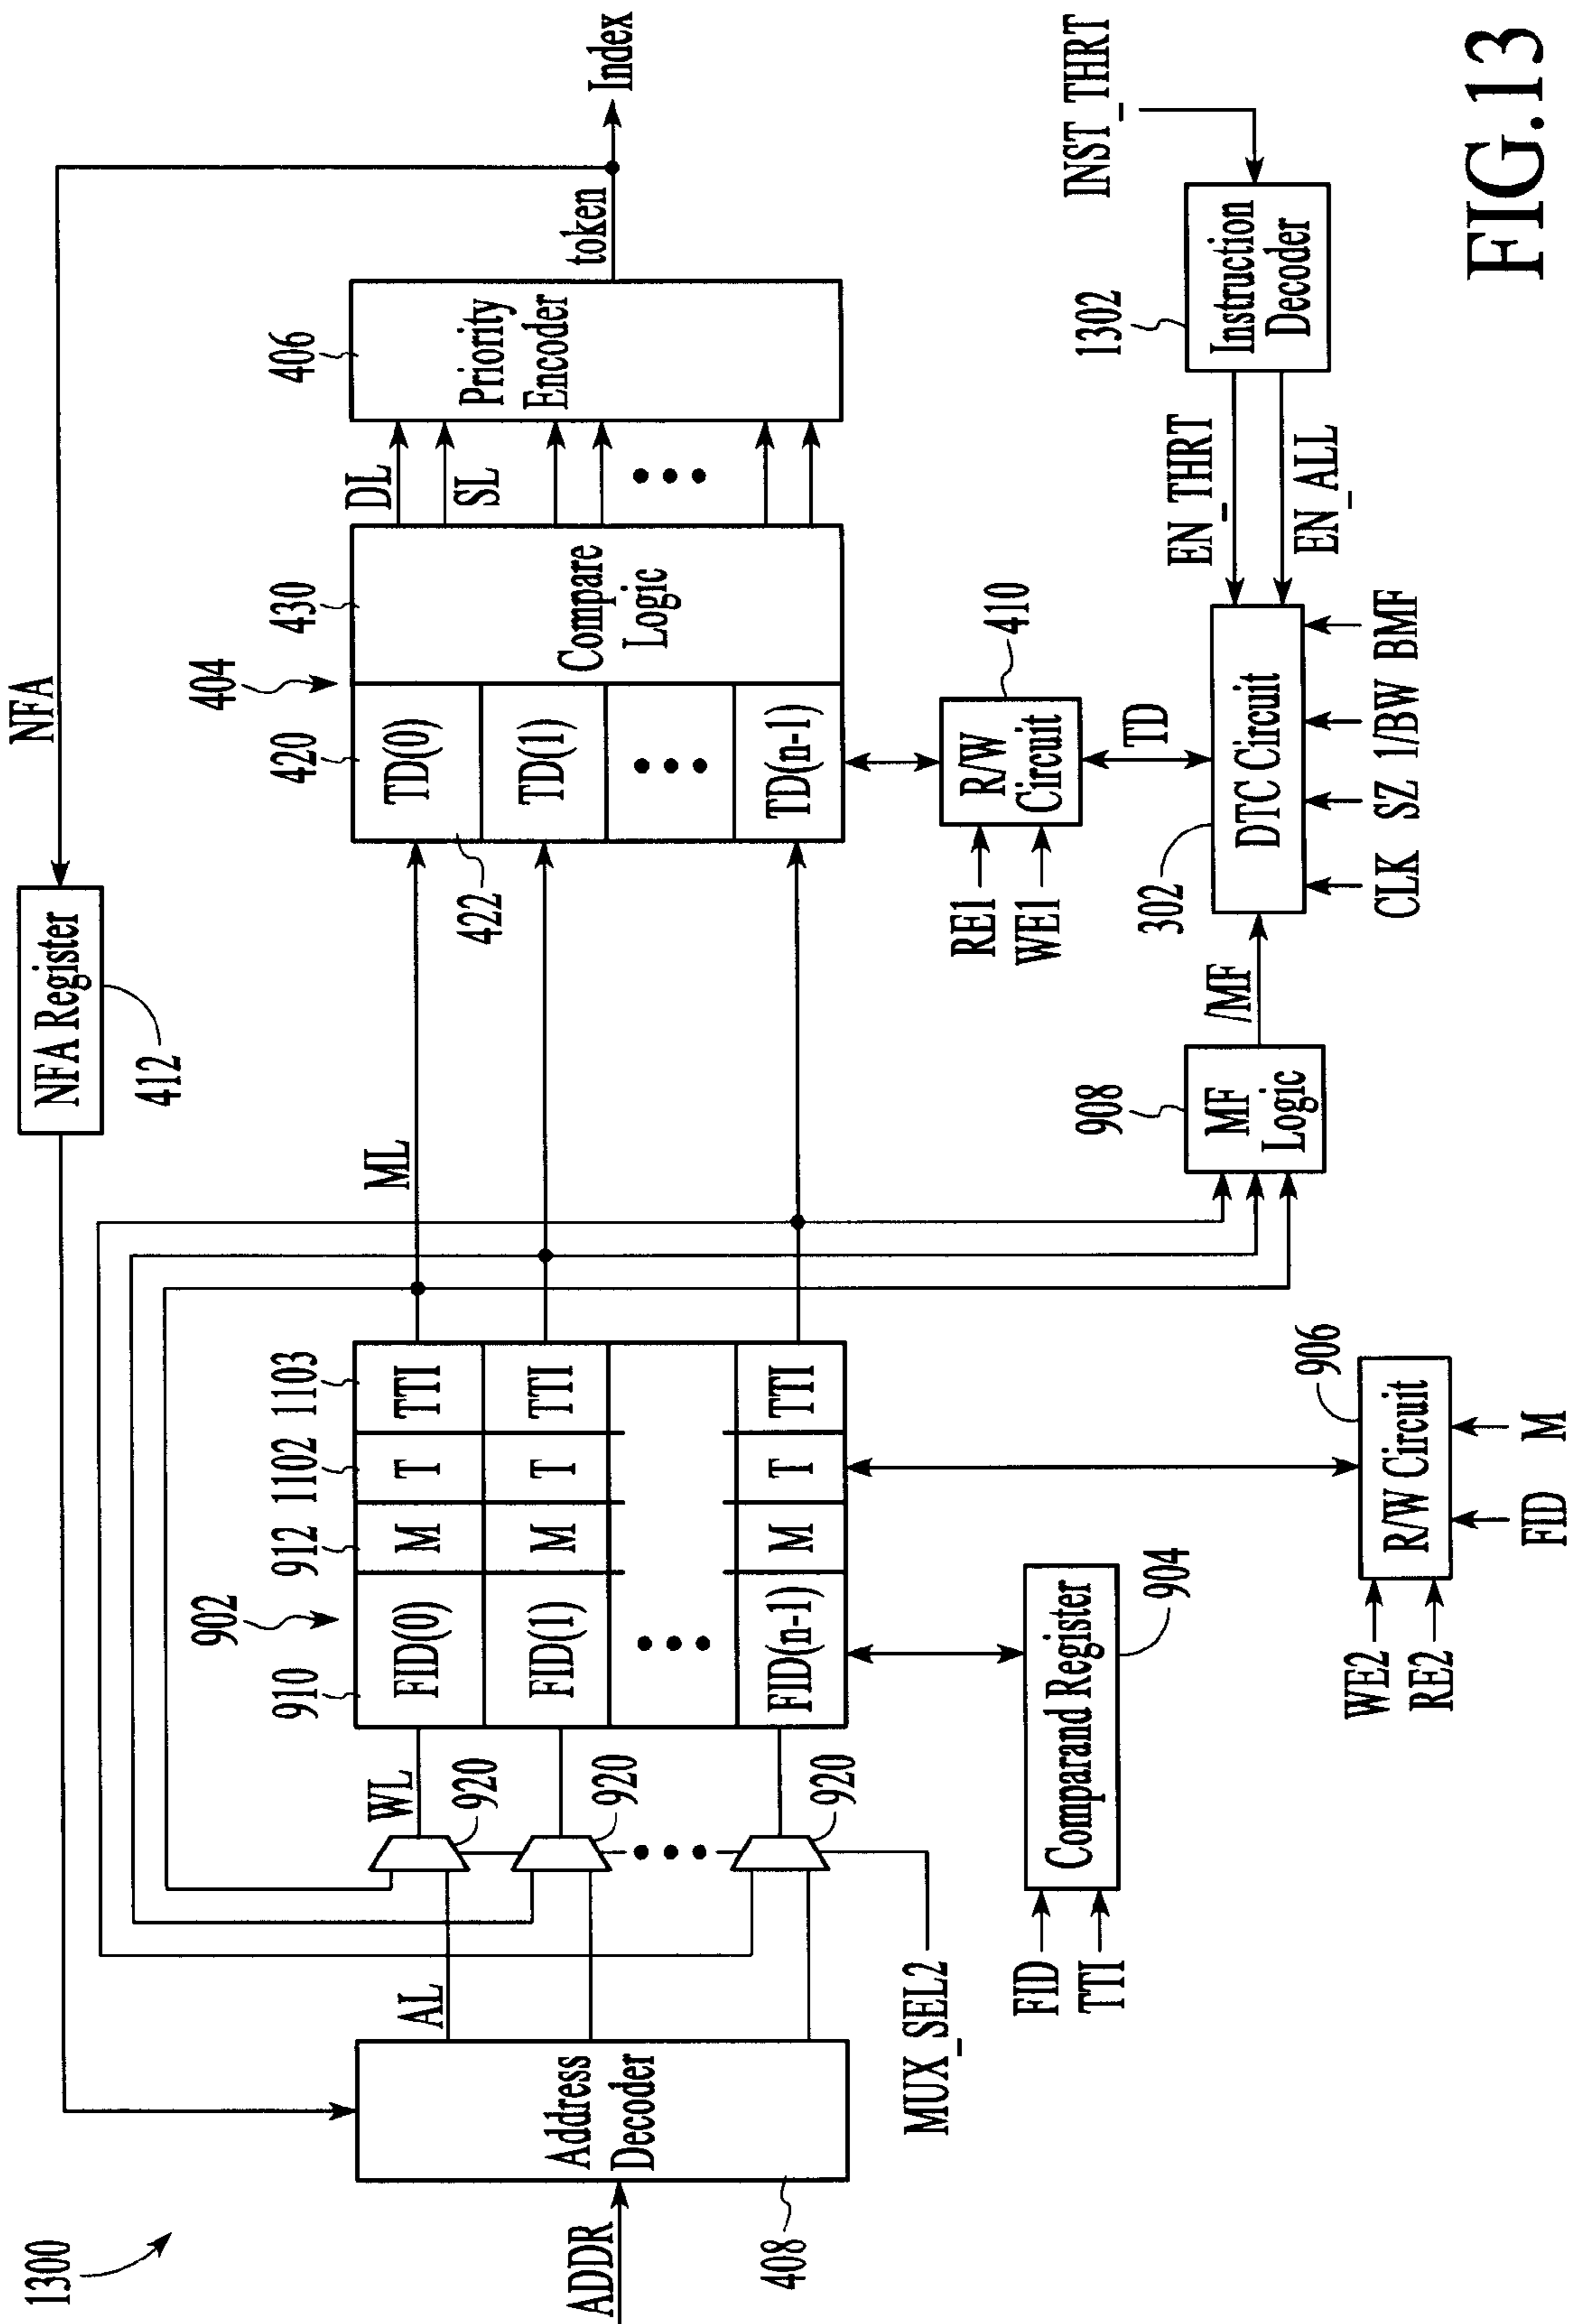 1300
NFA
NFA Register
412
ADDR
Address
Decoder
408
AL
WL
920
920
920
MUX_SEL2
902
910
912
1102
1103
FID(0)
M
T
TTI
FID(1)
M
T
TTI
FID(n-1)
M
T
TTI
ML
404
420
430
TD(0)
TD(1)
TD(n-1)
422
Compare
Logic
DL
SL
406
Priority
Encoder
token
Index
FID
TTI
Comparand Register
904
WE2
RE2
R/W Circuit
906
FID
M
908
MF
Logic
/MF
RE1
WE1
R/W
Circuit
410
TD
302
DTC Circuit
CLK
SZ
1/BW
BMF
EN_THRT
EN_ALL
1302
Instruction
Decoder
INST_THRT
FIG.13